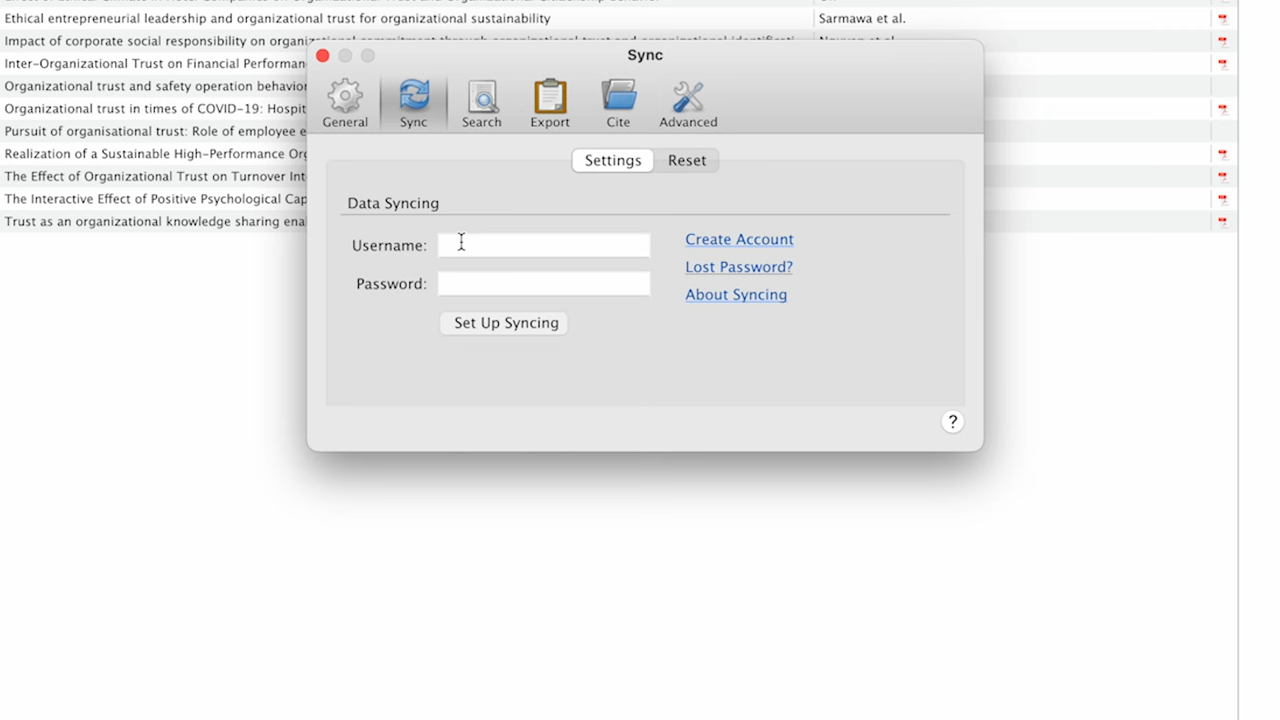 Ethical entrepreneurial leadership and organizational trust for organizational sustainability Sarmawa et al.
Impact of corporate social responsibility on
Inter-Organizational Trust on Financial Performan
Organizational trust and safety operation behavior
Organizational trust in times of COVID-19: Hospit
Pursuit of organisational trust: Role of employee e
Realization of a Sustainable High-Performance Org
The Effect of Organizational Trust on Turnover Int
The Interactive Effect of Positive Psychological Cap
Trust as an organizational knowledge sharing ena
Sync
General Sync Search Export Cite Advanced
Settings Reset
Data Syncing
Username:
Password:
Set Up Syncing
Create Account
Lost Password?
About Syncing
?